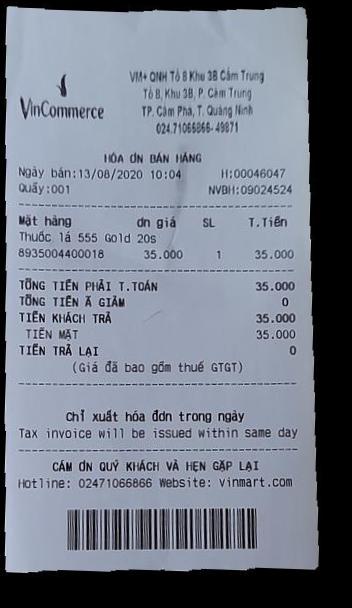 VinCommerce
VM+ QNH Tổ 8 Khu 3B Cẩm Trung
Tổ 8, Khu 3B, P. Cẩm Trung
TP. Cẩm Phả, T. Quảng Ninh
024.71066866-49871
HÓA ĐƠN BÁN HÀNG
Ngày bán:13/08/2020 10:04 H:00046047
Quầy:001 NVBH:09024524
Mặt hàng Đơn giá SL T.Tiền
Thuốc lá 555 Gold 20s
8935004400018 35.000 1 35.000
TỔNG TIỀN PHẢI T.TOÁN 35.000
TỔNG TIỀN Ã GIẢM 0
TIỀN KHÁCH TRẢ 35.000
TIỀN MẶT 35.000
TIỀN TRẢ LẠI 0
(Giá đã bao gồm thuế GTGT)
Chỉ xuất hóa đơn trong ngày
Tax invoice will be issued within same day
CẢM ƠN QUÝ KHÁCH VÀ HẸN GẶP LẠI
Hotline: 02471066866 Website: vinmart.com